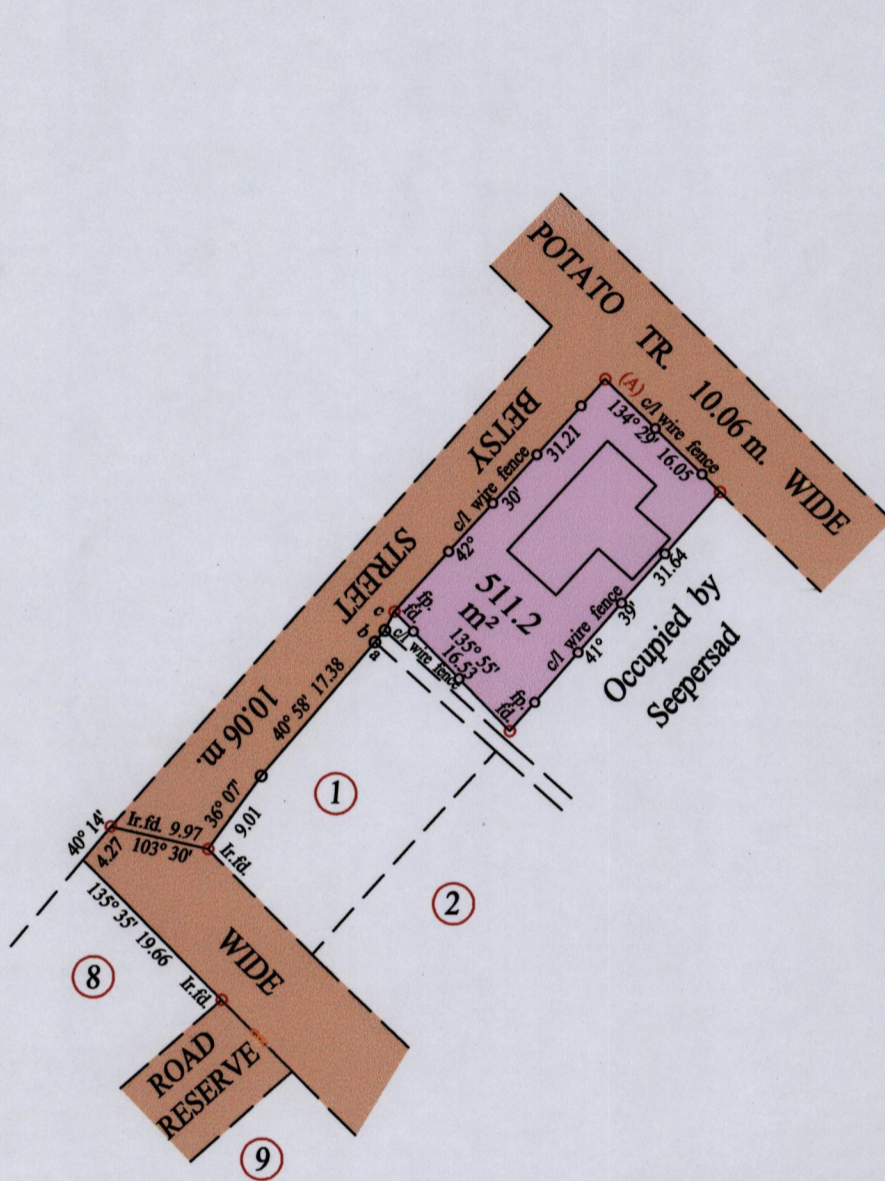 POTATO TR. 10.06 m. WIDE
(A)
c/l wire fence
134° 29' 16.05
BETSY STREET
10.06 m. WIDE
c/l wire fence
42° 30' 31.21
511.2
m²
fp.
fd.
c
b
a
135° 55'
16.53
c/l wire fence
c/l wire fence
41° 39' 31.64
fp.
fd.
Occupied by
Seepersad
40° 58' 17.38
36° 07'
9.01
1
Ir.fd. 9.97
103° 30'
Ir.fd.
40° 14'
4.27
135° 35' 19.66
Ir.fd.
2
8
ROAD
RESERVE
9